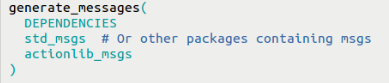 generate_messages(
  DEPENDENCIES
  std_msgs  # Or other packages containing msgs
  actionlib_msgs
)